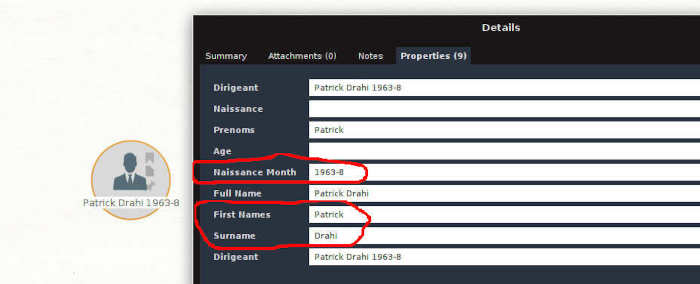 Details
Summary Attachments (0) Notes Properties (9)
Dirigeant Patrick Drahi 1963-8
Naissance
Prenoms Patrick
Age
Naissance Month 1963-8
Full Name Patrick Drahi
First Names Patrick
Surname Drahi
Dirigeant Patrick Drahi 1963-8
Patrick Drahi 1963-8